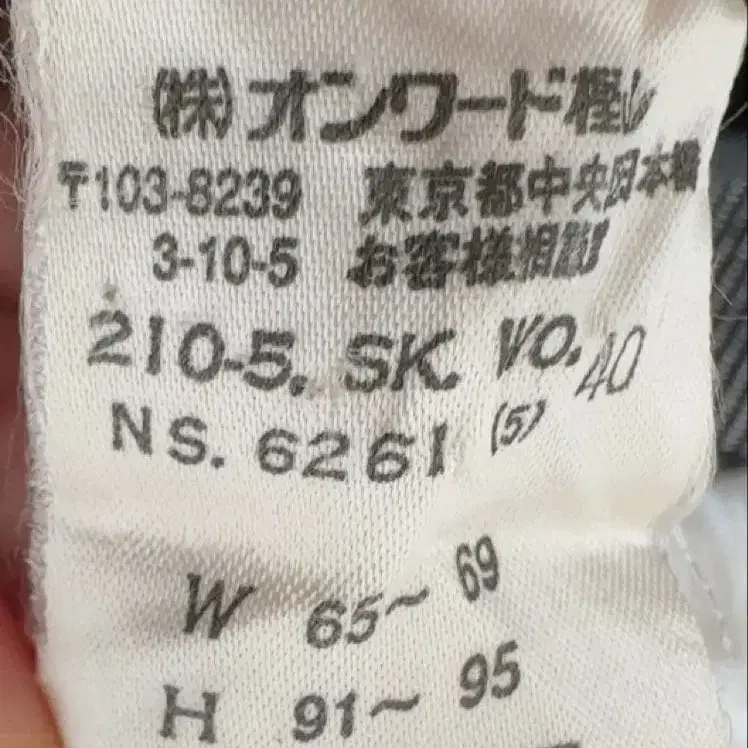 (株)オンワード樫山
〒103-8239 東京都中央区日本橋
3-10-5 お客様相談
210-5. SK. WO. 40
NS. 6261 (5)
W 65~69
H 91~95